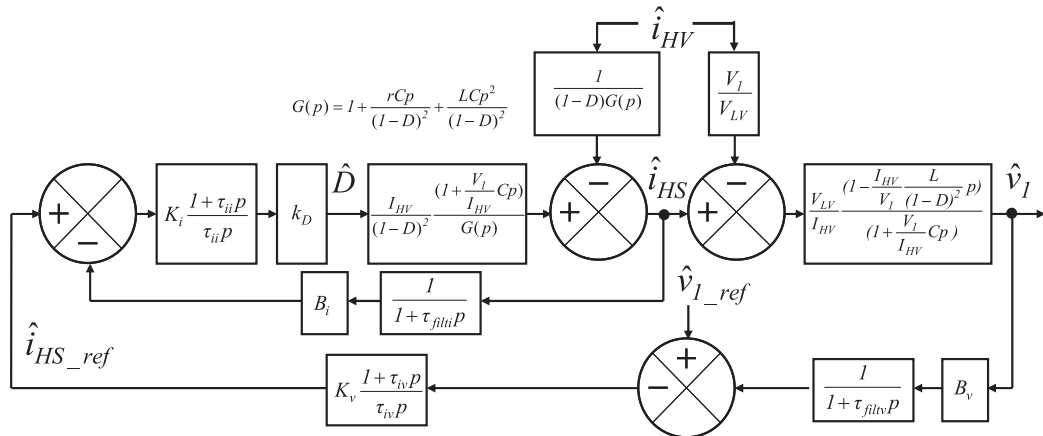 î_HV
G(p) = 1 + rCp/(1-D)² + LCp²/(1-D)²
1/((1-D)G(p))
V_1/V_LV
−
−
+
−
K_i (1+τ_ii p)/(τ_ii p)
k_D
D̂
I_HV/(1-D)² (1+ V_1/I_HV Cp)/G(p)
+
î_HS
+
V_LV/I_HV (1- I_HV/V_1 L/(1-D)² p)/(1+ V_1/I_HV Cp)
v̂_1
B_i
1/(1+τ_filti p)
v̂_1_ref
î_HS_ref
K_v (1+τ_iv p)/(τ_iv p)
+
−
1/(1+τ_filtv p)
B_v